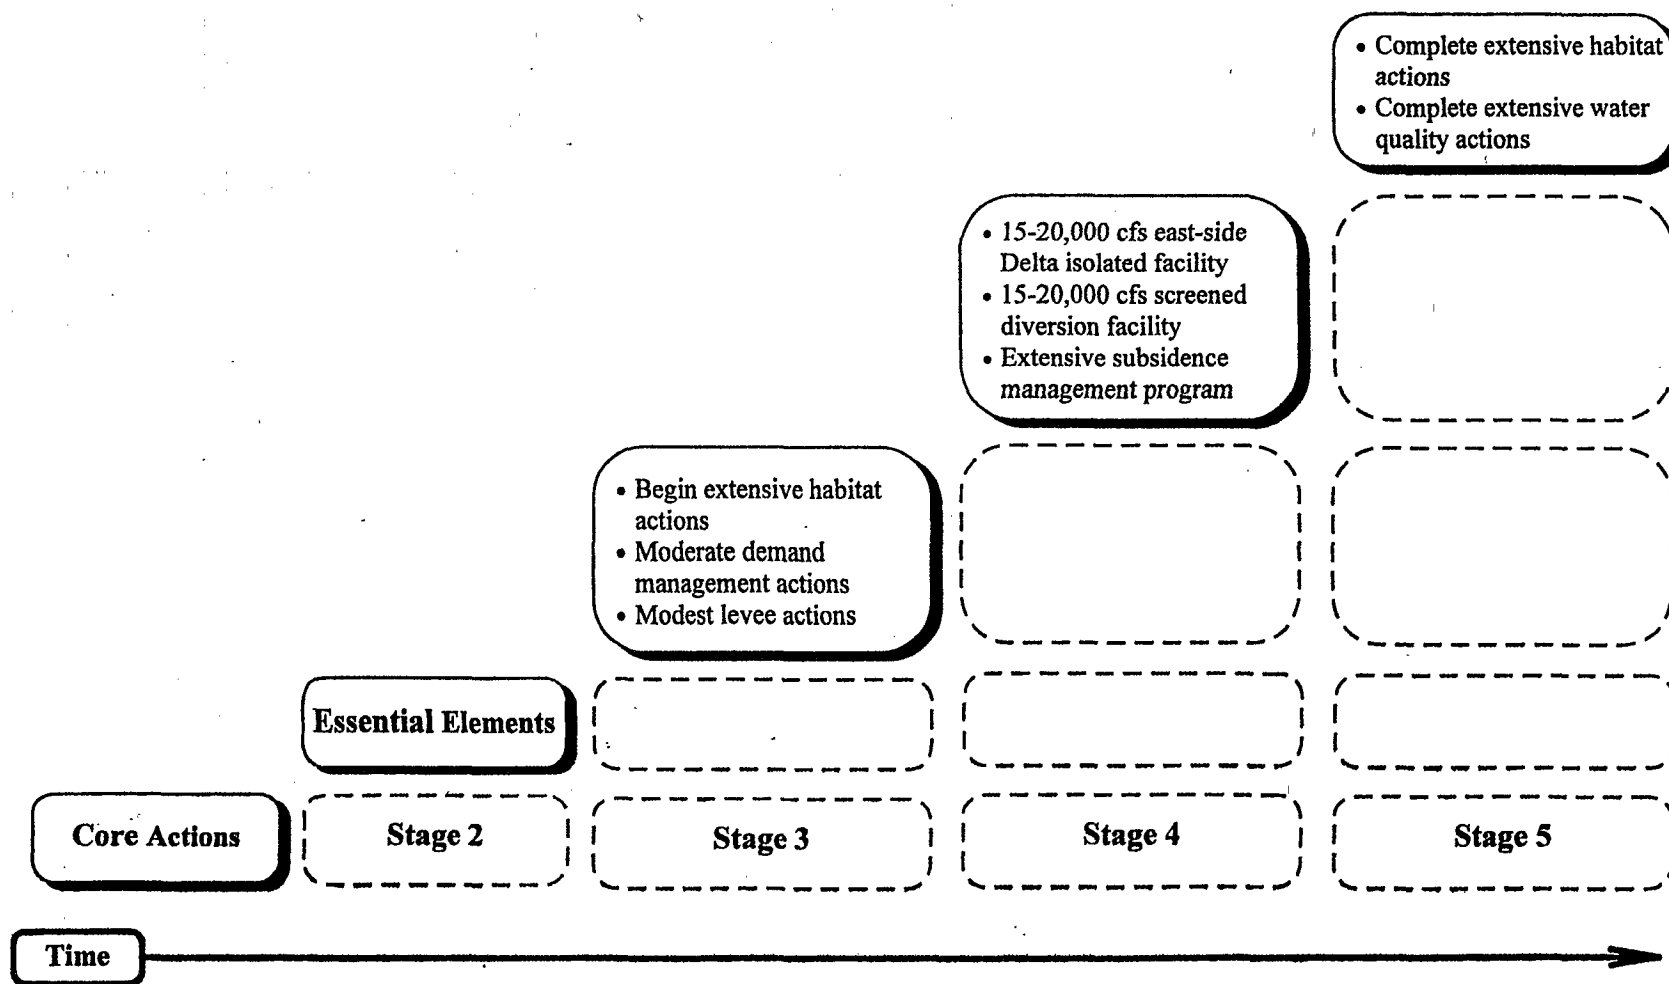 • Complete extensive habitat
actions
• Complete extensive water
quality actions
• 15-20,000 cfs east-side
Delta isolated facility
• 15-20,000 cfs screened
diversion facility
• Extensive subsidence
management program
• Begin extensive habitat
actions
• Moderate demand
management actions
• Modest levee actions
Essential Elements
Core Actions
Stage 2
Stage 3
Stage 4
Stage 5
Time